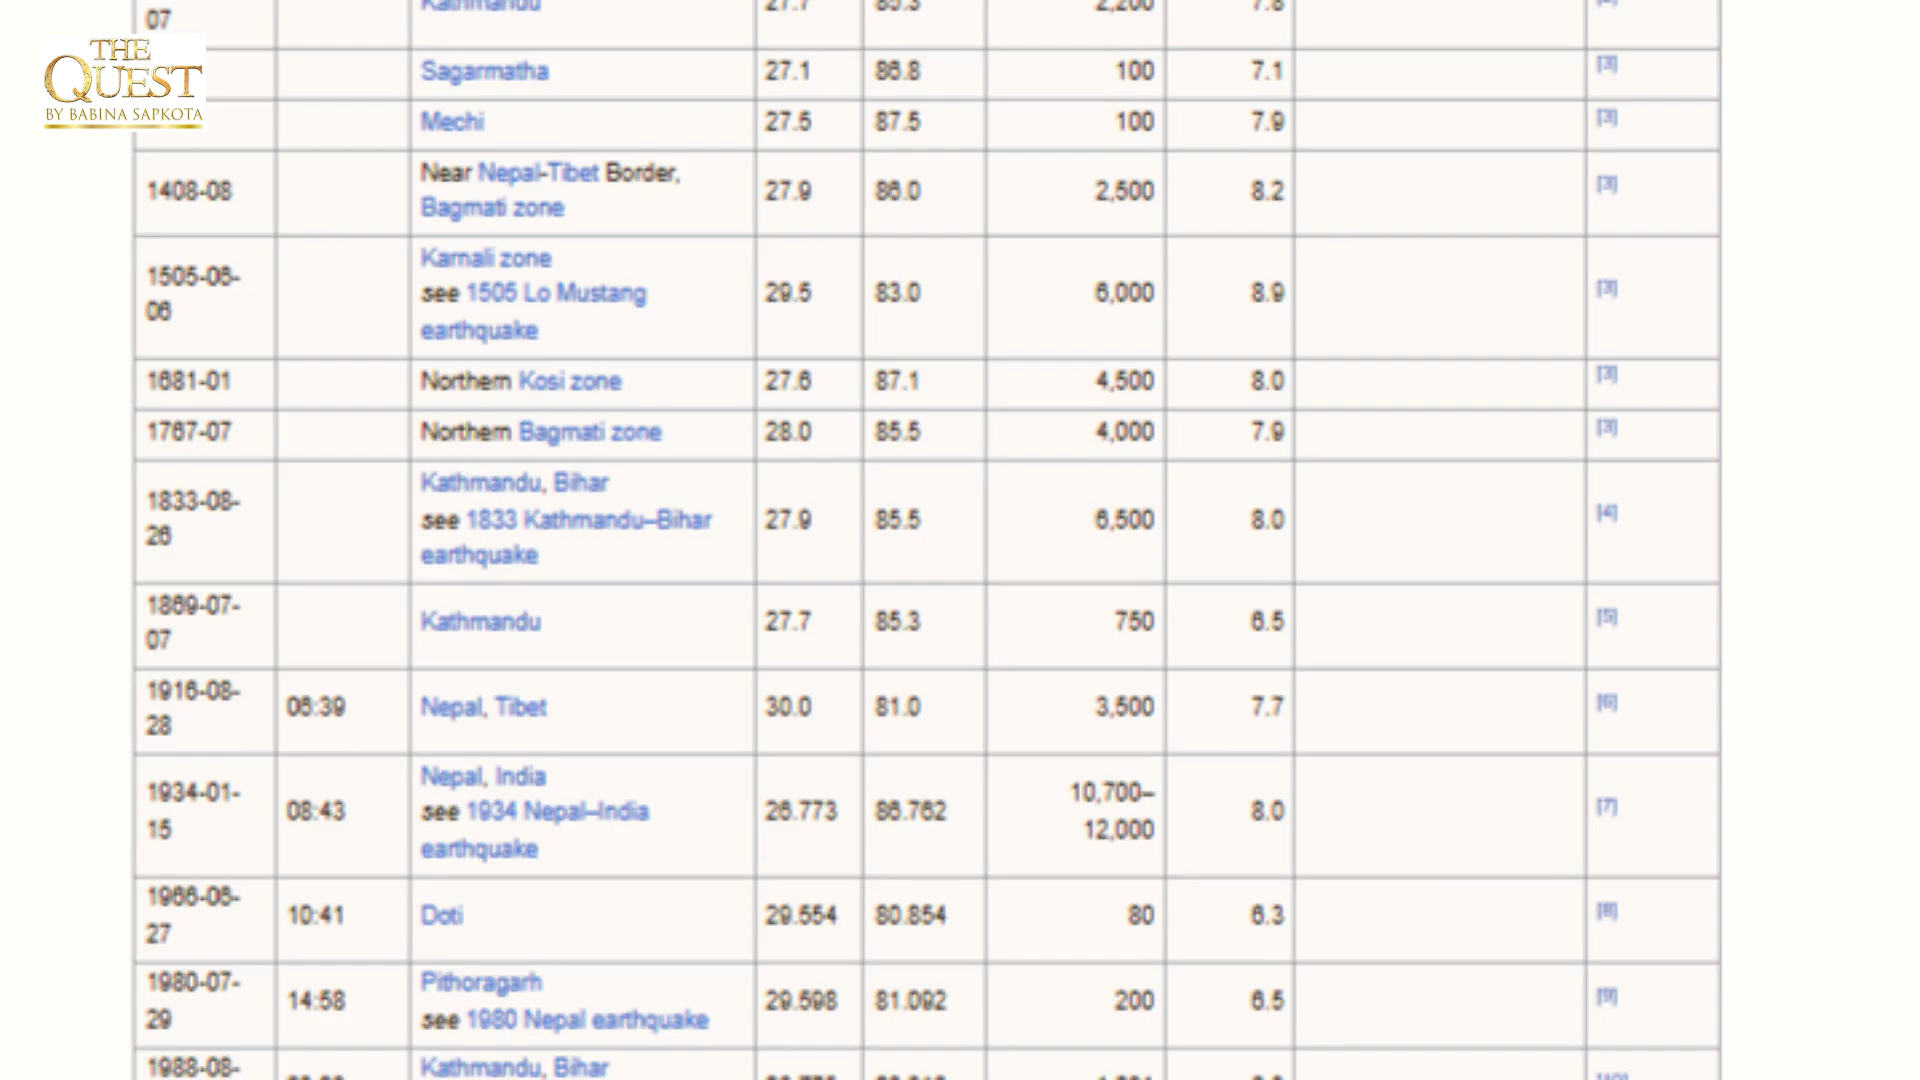 07
Kathmandu 27.7 85.3 2,200 7.8
THE
QUEST
BY BABINA SAPKOTA
Sagarmatha 27.1 86.8 100 7.1 [3]
Mechi 27.5 87.5 100 7.9 [3]
1408-08 Near Nepal-Tibet Border, 27.9 86.0 2,500 8.2 [3]
Bagmati zone
1505-06-
06
Karnali zone
see 1505 Lo Mustang 29.5 83.0 6,000 8.9 [3]
earthquake
1681-01 Northern Kosi zone 27.6 87.1 4,500 8.0 [3]
1767-07 Northern Bagmati zone 28.0 85.5 4,000 7.9 [3]
1833-08-
26
Kathmandu, Bihar
see 1833 Kathmandu–Bihar 27.9 85.5 6,500 8.0 [4]
earthquake
1869-07-
07
Kathmandu 27.7 85.3 750 6.5 [5]
1916-08-
28
06:39 Nepal, Tibet 30.0 81.0 3,500 7.7 [6]
1934-01-
15
08:43
Nepal, India
see 1934 Nepal–India 26.773 86.762
earthquake
10,700–
12,000
8.0 [7]
1966-06-
27
10:41 Doti 29.554 80.854 80 6.3 [8]
1980-07-
29
14:58
Pithoragarh
see 1980 Nepal earthquake
29.598 81.092 200 6.5 [9]
1988-08-
Kathmandu, Bihar